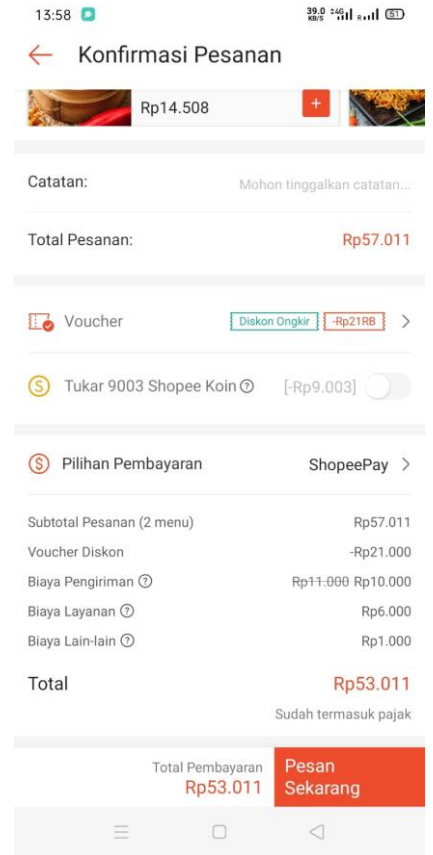 13:58
39.0 KB/S 4G R 51
Konfirmasi Pesanan
Rp14.508 +
Catatan: Mohon tinggalkan catatan...
Total Pesanan: Rp57.011
Voucher Diskon Ongkir -Rp21RB >
S Tukar 9003 Shopee Koin ? [-Rp9.003]
$ Pilihan Pembayaran ShopeePay >
Subtotal Pesanan (2 menu) Rp57.011
Voucher Diskon -Rp21.000
Biaya Pengiriman ? Rp11.000 Rp10.000
Biaya Layanan ? Rp6.000
Biaya Lain-lain ? Rp1.000
Total Rp53.011
Sudah termasuk pajak
Total Pembayaran
Rp53.011
Pesan
Sekarang